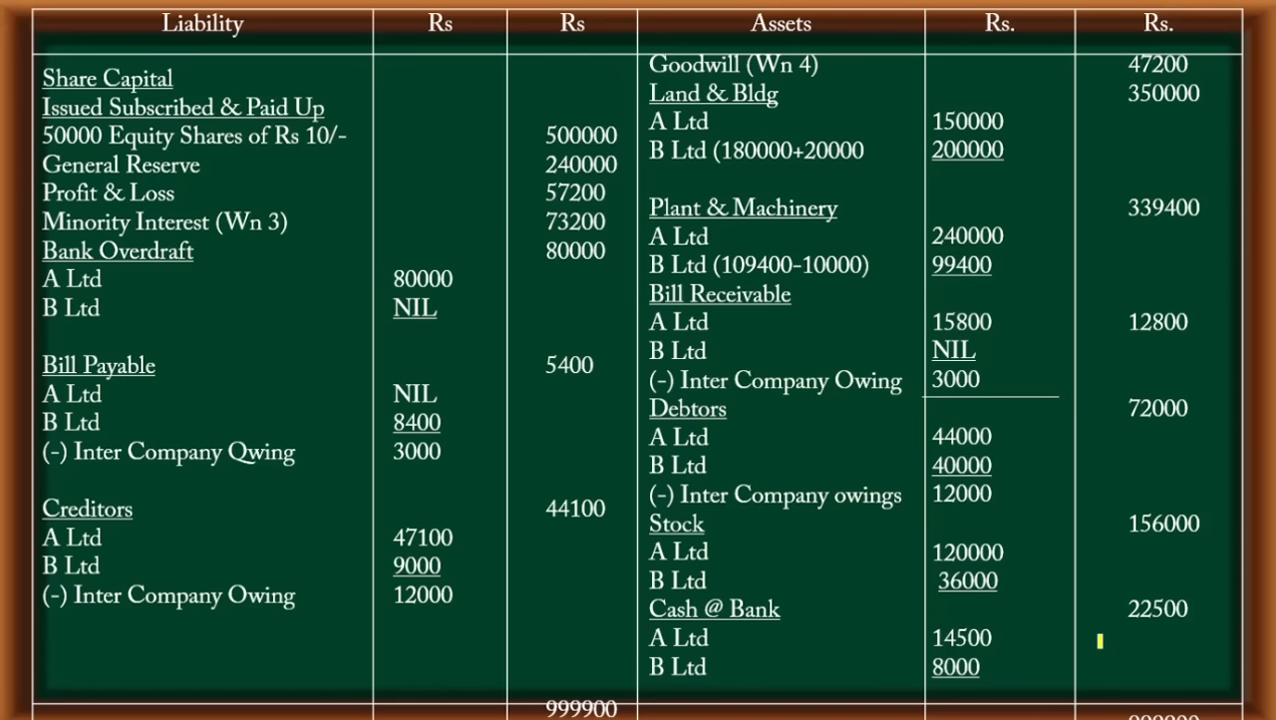 Liability Rs Rs Assets Rs. Rs.
Share Capital
Issued Subscribed & Paid Up
50000 Equity Shares of Rs 10/- 500000
General Reserve 240000
Profit & Loss 57200
Minority Interest (Wn 3) 73200
Bank Overdraft 80000
A Ltd 80000
B Ltd NIL
Bill Payable 5400
A Ltd NIL
B Ltd 8400
(-) Inter Company Qwing 3000
Creditors 44100
A Ltd 47100
B Ltd 9000
(-) Inter Company Owing 12000
999900
Goodwill (Wn 4) 47200
Land & Bldg 350000
A Ltd 150000
B Ltd (180000+20000 200000
Plant & Machinery 339400
A Ltd 240000
B Ltd (109400-10000) 99400
Bill Receivable
A Ltd 15800 12800
B Ltd NIL
(-) Inter Company Owing 3000
Debtors 72000
A Ltd 44000
B Ltd 40000
(-) Inter Company owings 12000
Stock 156000
A Ltd 120000
B Ltd 36000
Cash @ Bank 22500
A Ltd 14500
B Ltd 8000